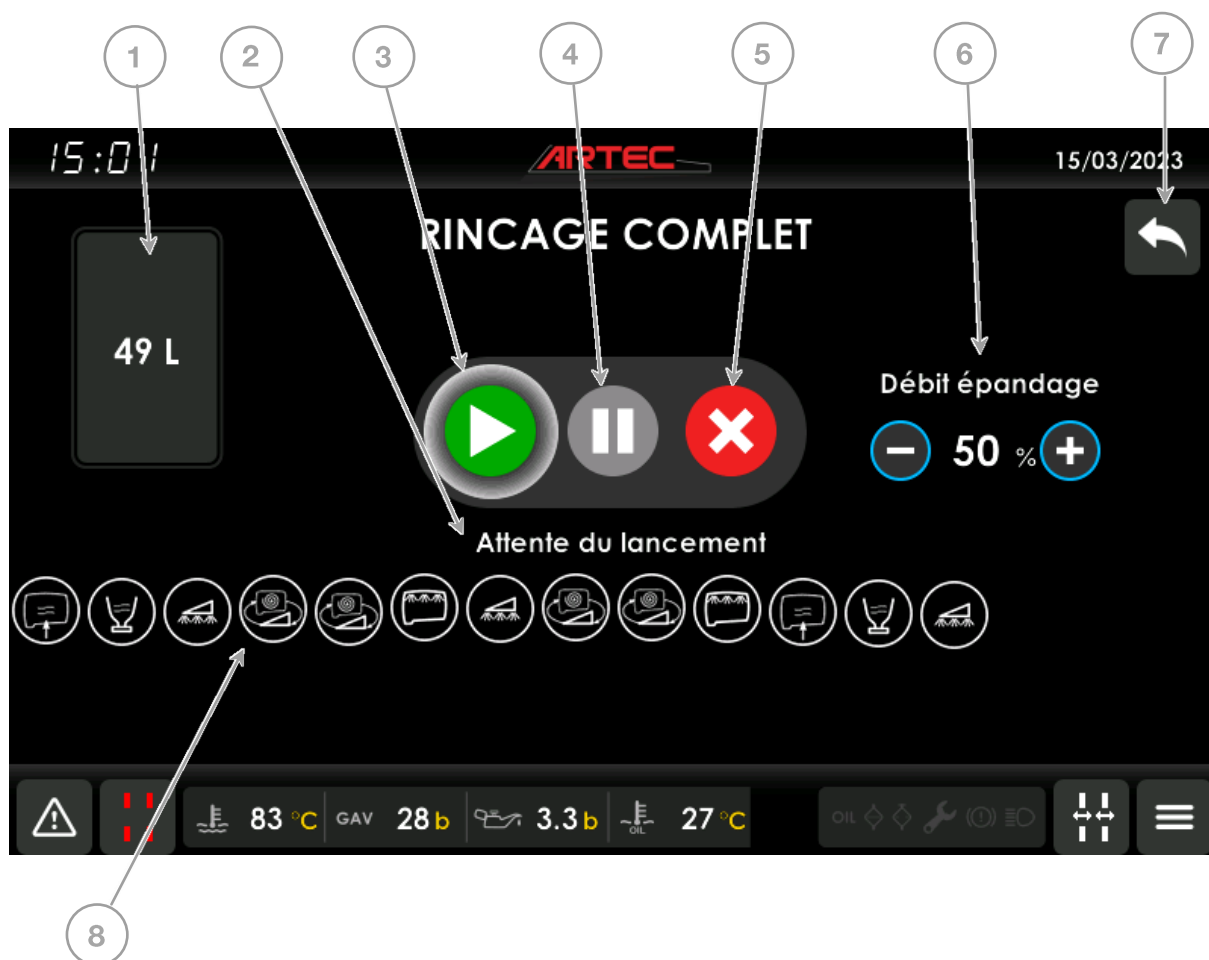 1 2 3 4 5 6 7
15:01 ARTEC 15/03/2023
RINCAGE COMPLET
49 L
Débit épandage
50 %
Attente du lancement
83 °C GAV 28 b 3.3 b OIL 27 °C OIL
8